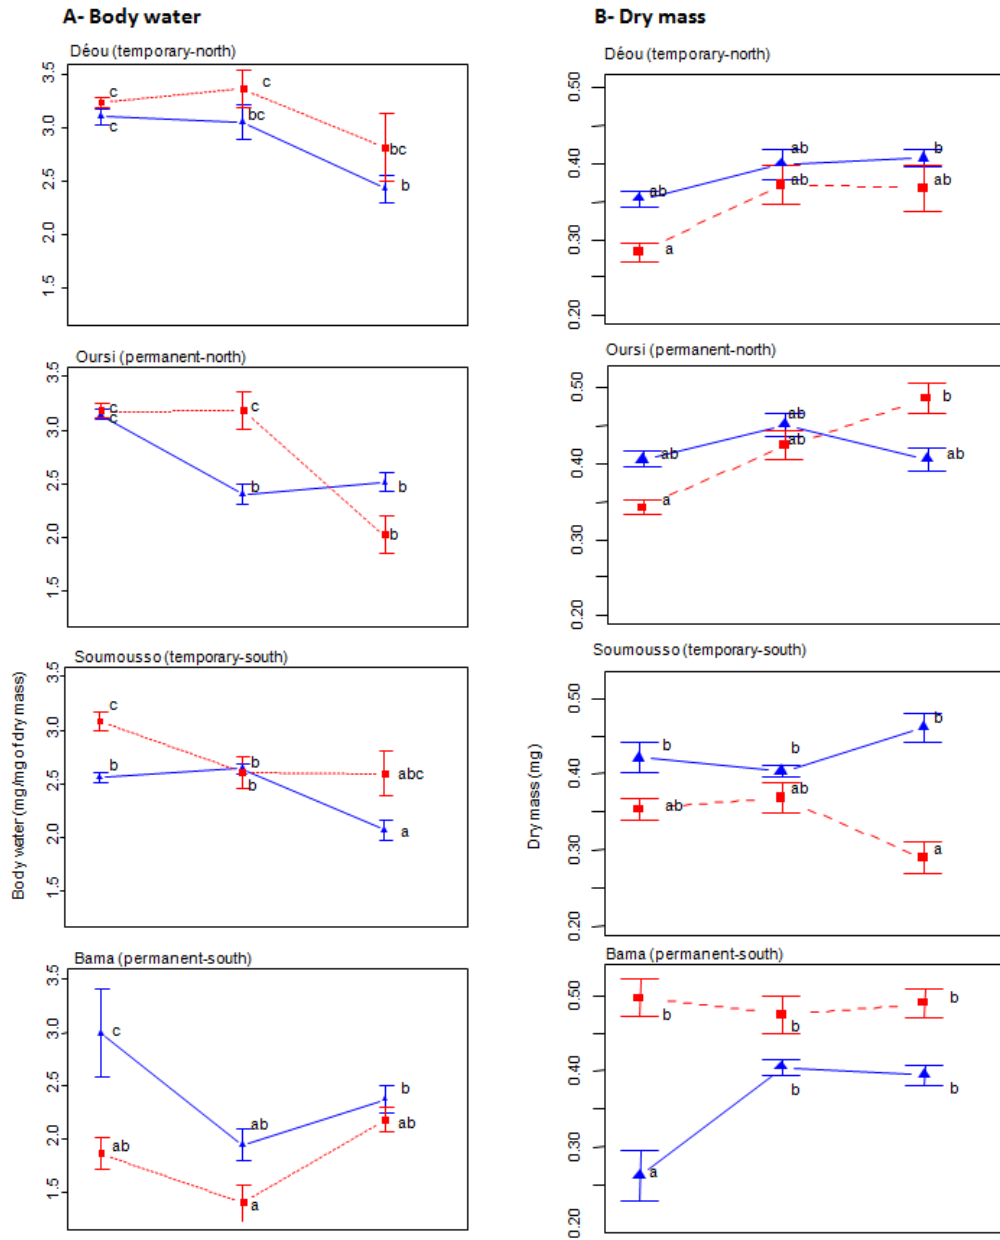 A- Body water
B- Dry mass
Déou (temporary-north)
3.5
3.0
2.5
2.0
1.5
c
c
c
bc
bc
b
Déou (temporary-north)
0.50
0.40
0.30
0.20
ab
a
ab
ab
b
ab
Oursi (permanent-north)
3.5
3.0
2.5
2.0
1.5
c
c
c
b
b
b
Oursi (permanent-north)
0.50
0.40
0.30
0.20
ab
a
ab
ab
b
ab
Soumousso (temporary-south)
3.5
3.0
2.5
2.0
1.5
c
b
b
b
abc
a
Soumousso (temporary-south)
0.50
0.40
0.30
0.20
b
ab
b
ab
b
a
Body water (mg/mg of dry mass)
Dry mass (mg)
Bama (permanent-south)
3.5
3.0
2.5
2.0
1.5
c
ab
ab
a
b
ab
Bama (permanent-south)
0.50
0.40
0.30
0.20
b
a
b
b
b
b